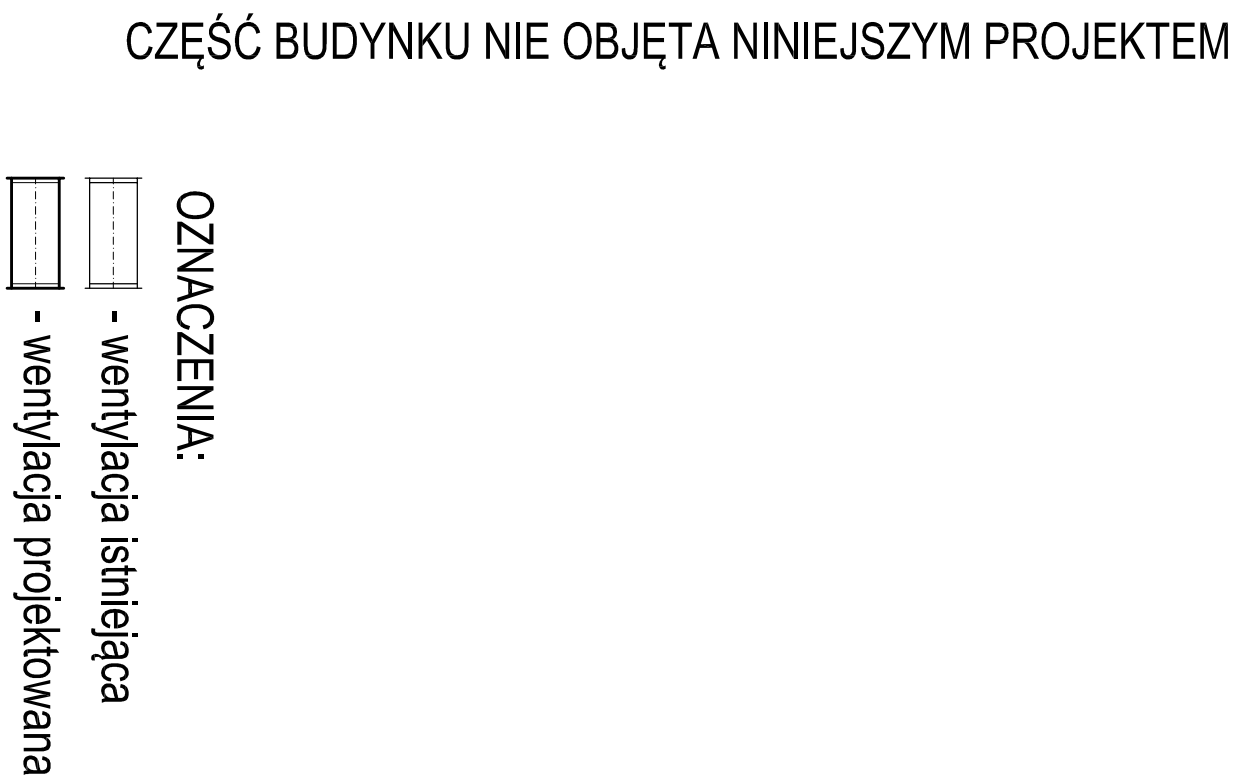 CZĘŚĆ BUDYNKU NIE OBJĘTA NINIEJSZYM PROJEKTEM
OZNACZENIA:
- wentylacja istniejąca
- wentylacja projektowana